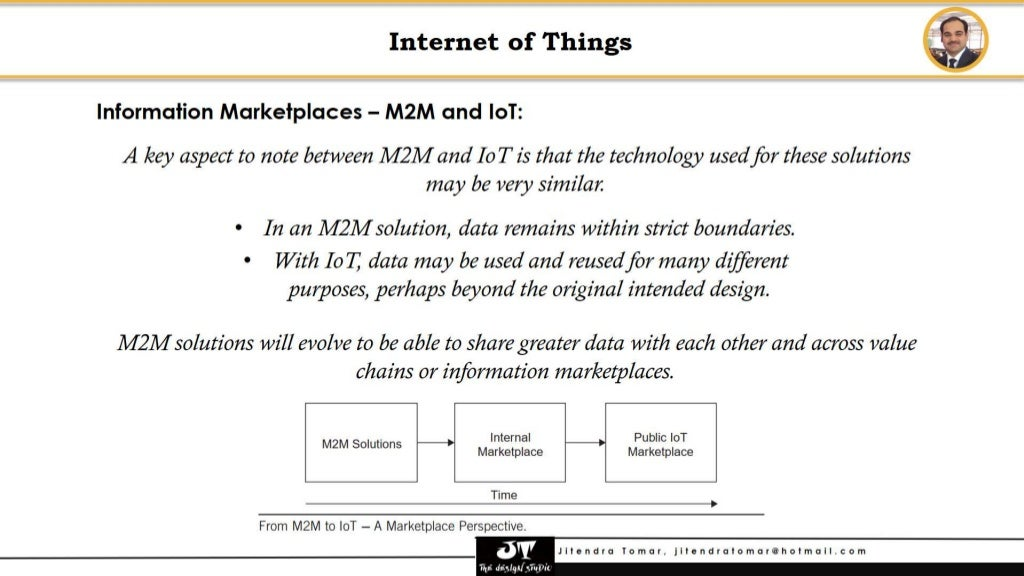 Internet of Things
Information Marketplaces – M2M and IoT:
A key aspect to note between M2M and IoT is that the technology used for these solutions
may be very similar.
• In an M2M solution, data remains within strict boundaries.
• With IoT, data may be used and reused for many different
purposes, perhaps beyond the original intended design.
M2M solutions will evolve to be able to share greater data with each other and across value
chains or information marketplaces.
M2M Solutions
Internal
Marketplace
Public IoT
Marketplace
Time
From M2M to IoT – A Marketplace Perspective.
JT
The design studio
Jitendra Tomar, jitendratomar@hotmail.com